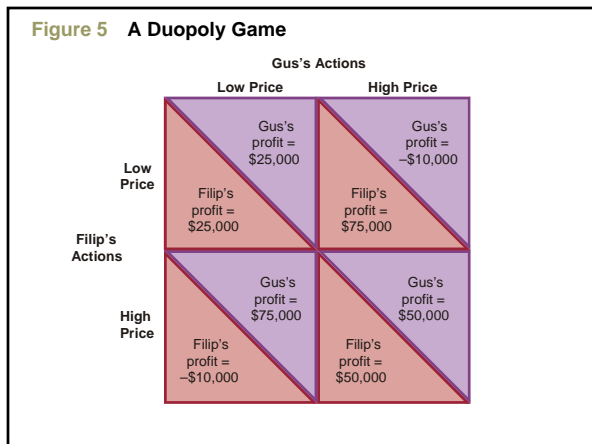 Figure 5 A Duopoly Game
Gus's Actions
Low Price High Price
Gus's
profit =
$25,000
Gus's
profit =
–$10,000
Low
Price
Filip's
profit =
$25,000
Filip's
profit =
$75,000
Filip's
Actions
Gus's
profit =
$75,000
Gus's
profit =
$50,000
High
Price
Filip's
profit =
–$10,000
Filip's
profit =
$50,000